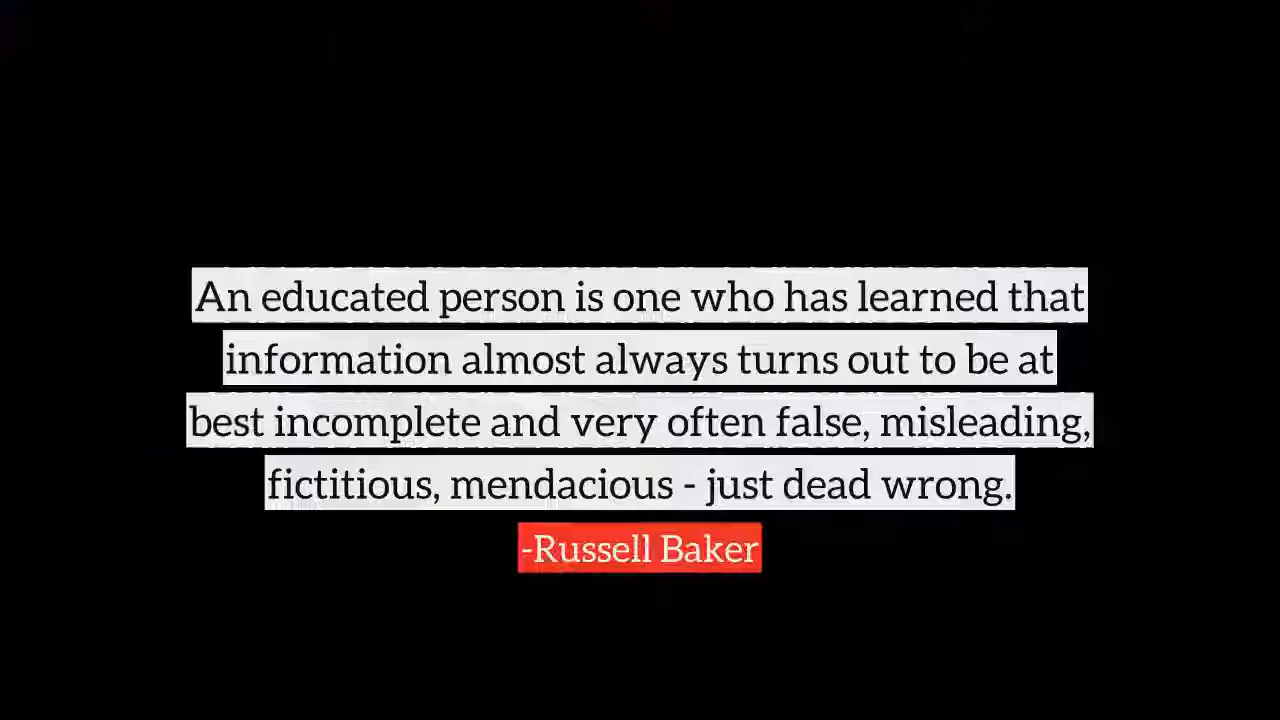 An educated person is one who has learned that
information almost always turns out to be at
best incomplete and very often false, misleading,
fictitious, mendacious - just dead wrong.
-Russell Baker